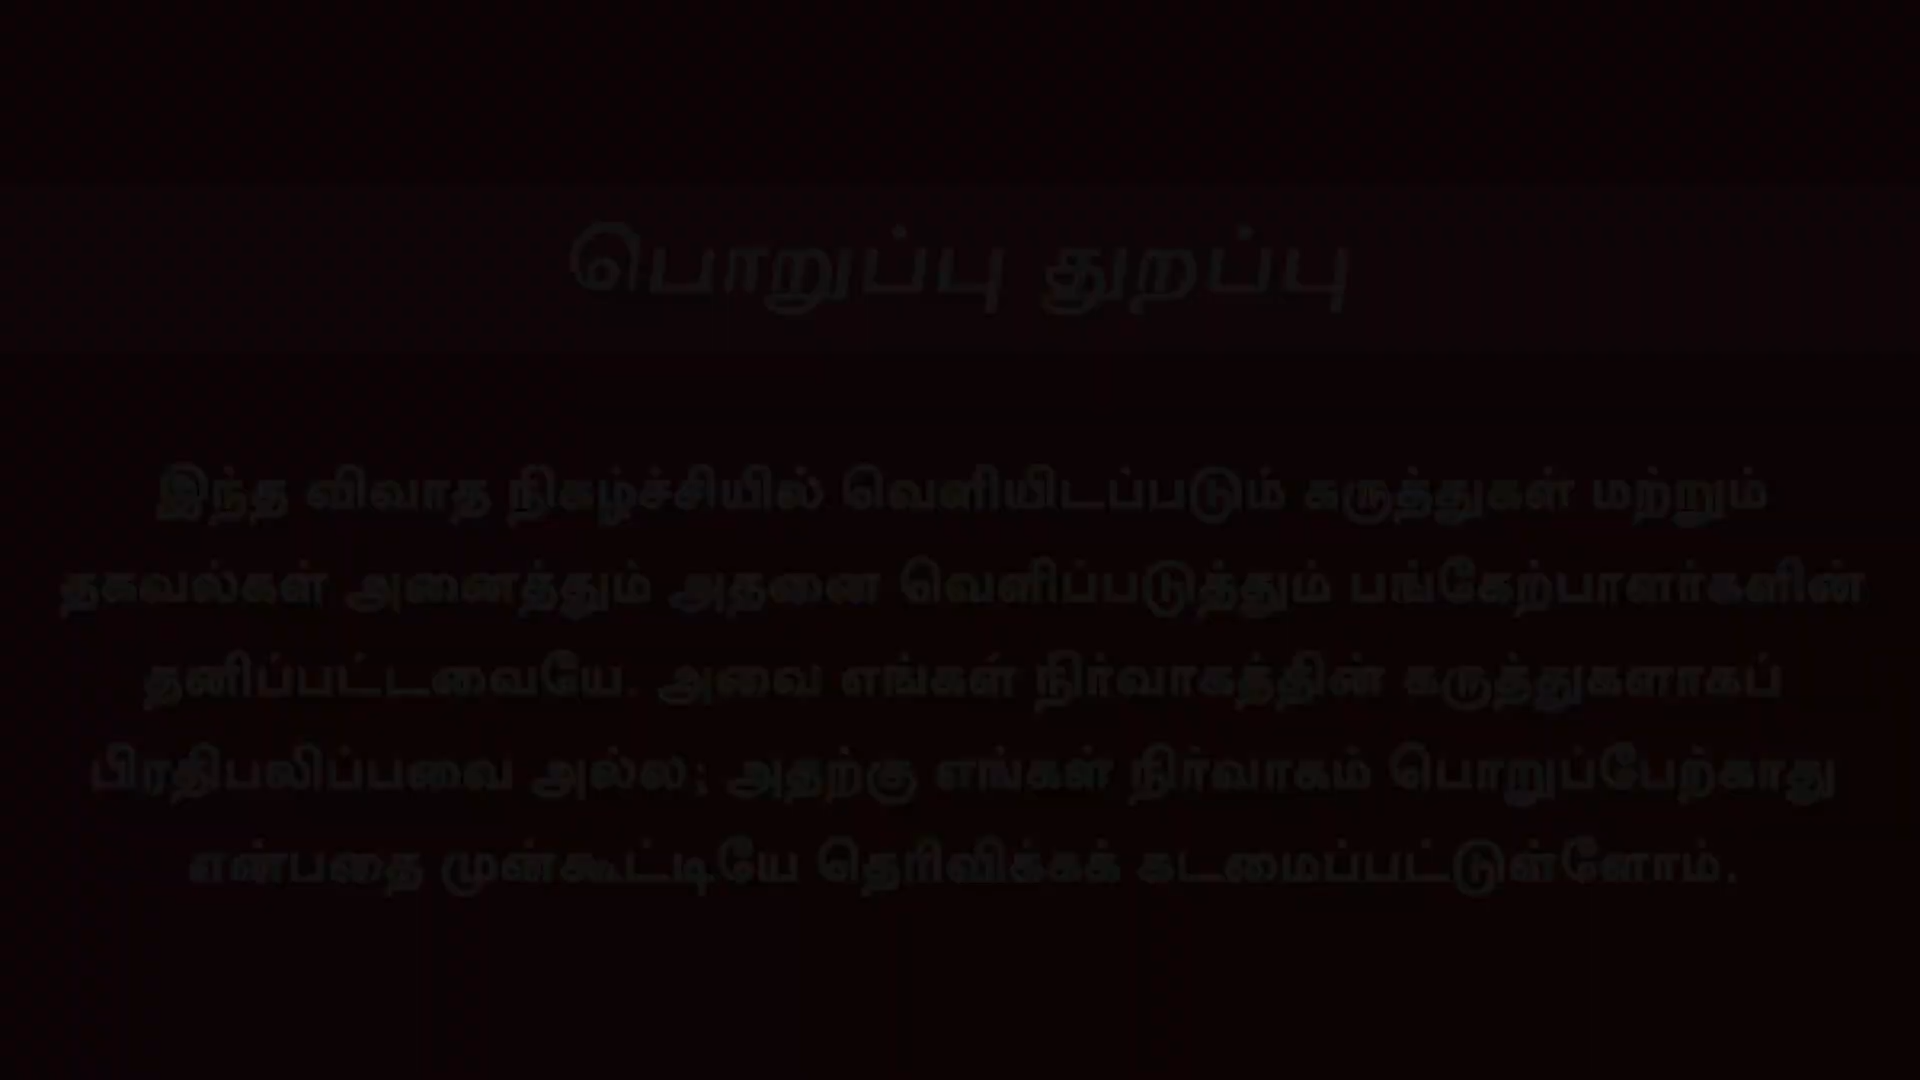 பொறுப்பு துறப்பு
இந்த விவாத நிகழ்ச்சியில் வெளியிடப்படும் கருத்துகள் மற்றும்
தகவல்கள் அனைத்தும் அதனை வெளிப்படுத்தும் பங்கேற்பாளர்களின்
தனிப்பட்டவையே. அவை எங்கள் நிர்வாகத்தின் கருத்துகளாகப்
பிரதிபலிப்பவை அல்ல; அதற்கு எங்கள் நிர்வாகம் பொறுப்பேற்காது
என்பதை முன்கூட்டியே தெரிவிக்கக் கடமைப்பட்டுள்ளோம்.